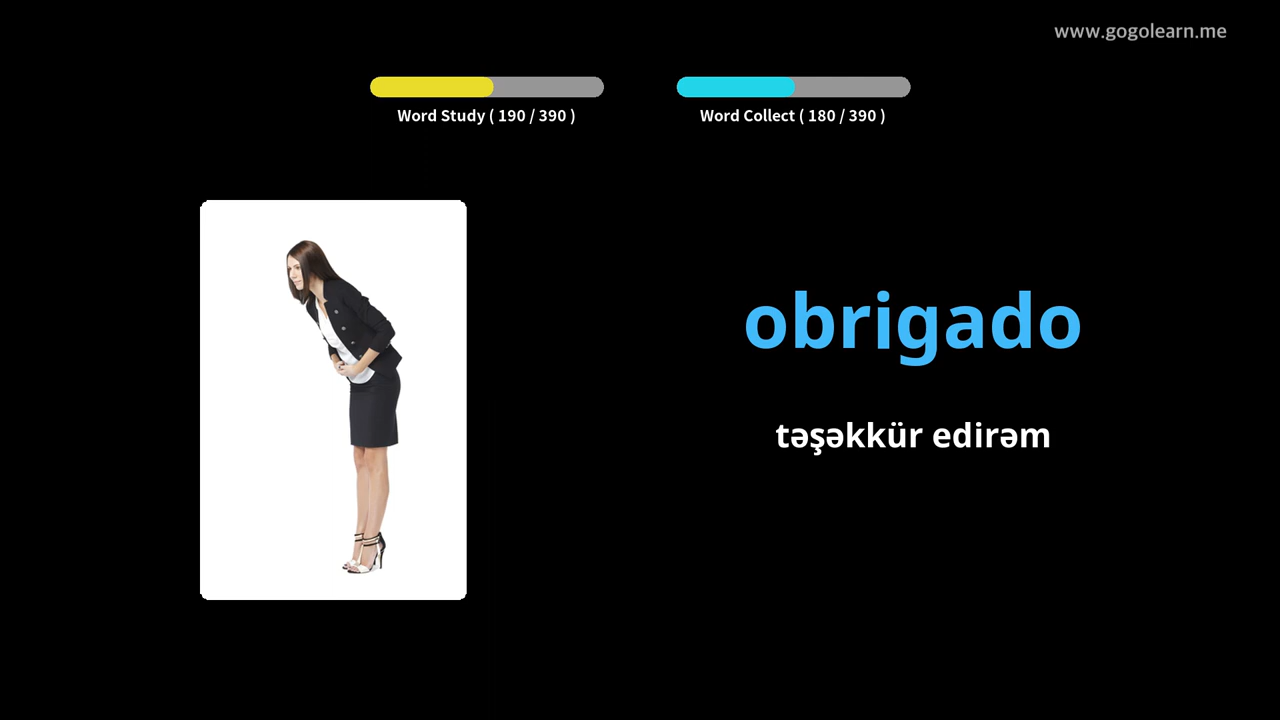 www.gogolearn.me
Word Study ( 190 / 390 )
Word Collect ( 180 / 390 )
obrigado
təşəkkür edirəm